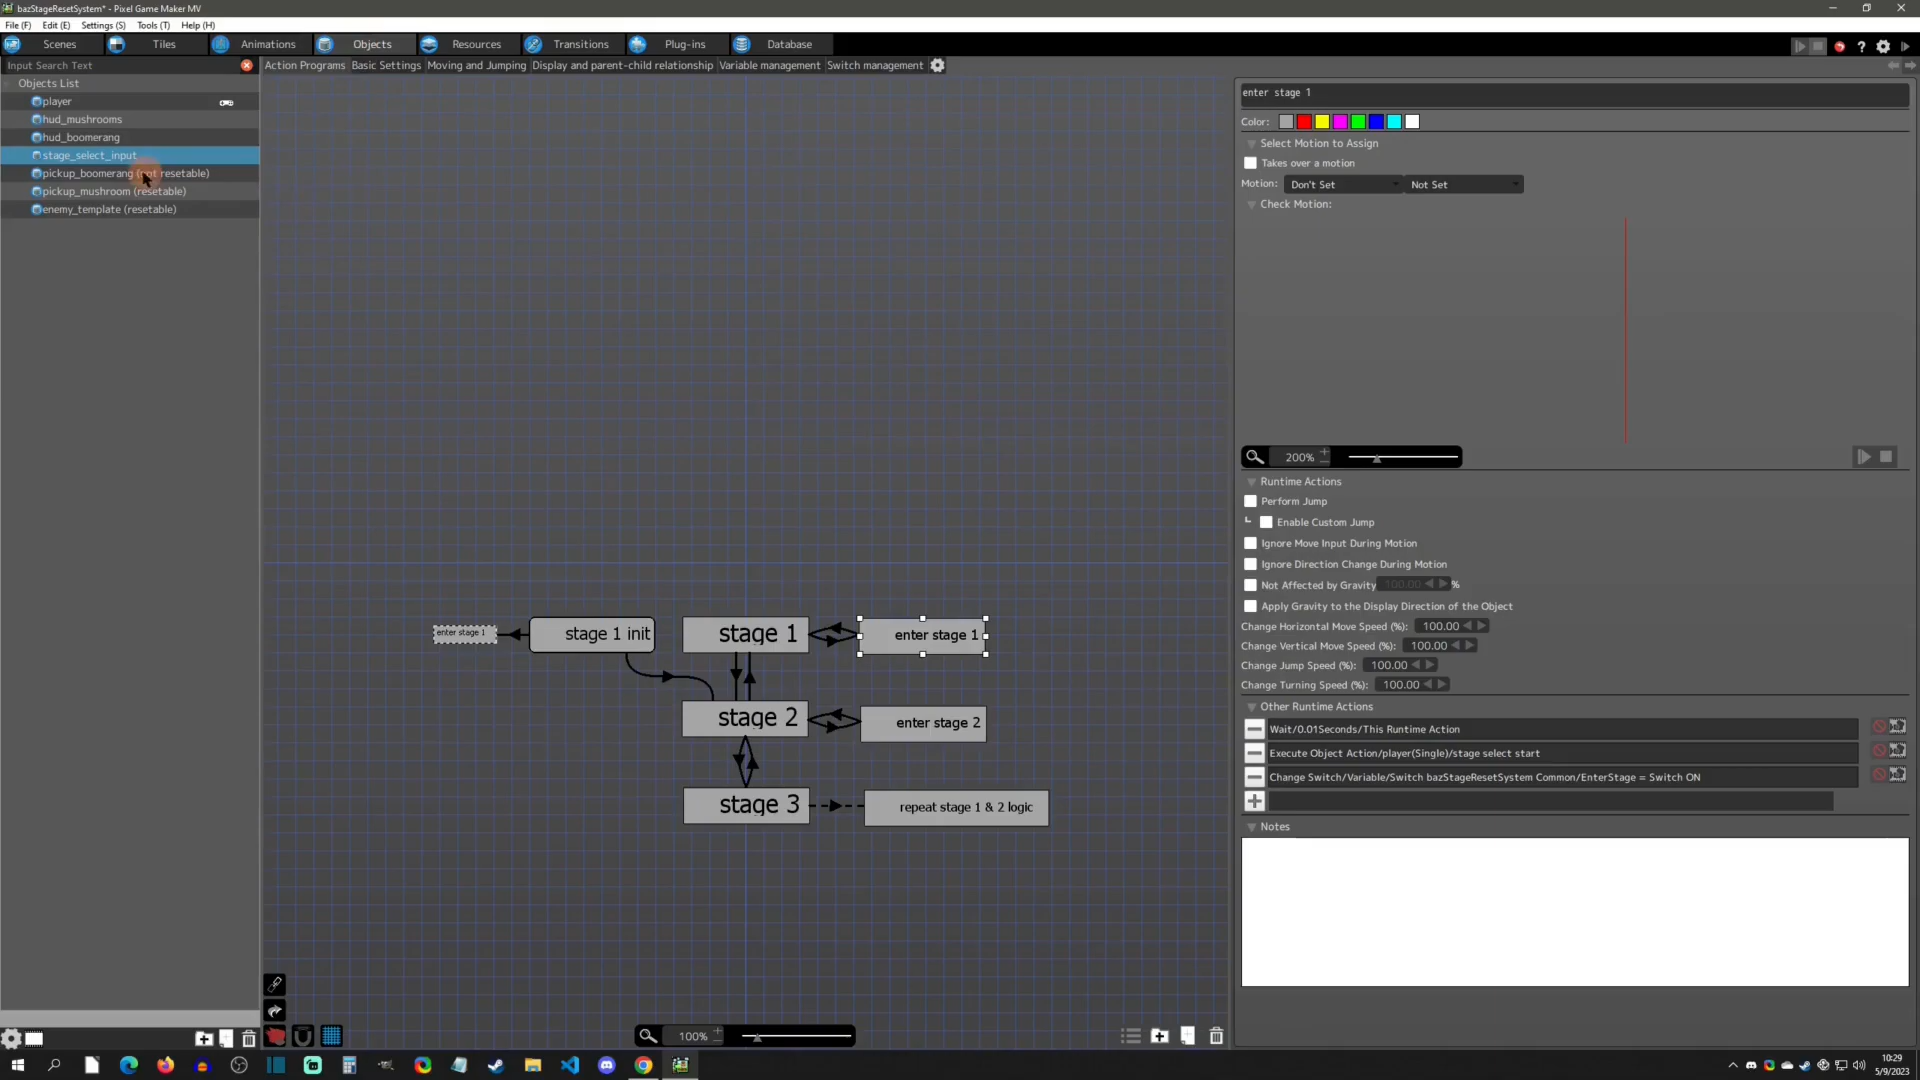 bazStageResetSystem* - Pixel Game Maker MV
File (F) Edit (E) Settings (S) Tools (T) Help (H)
Scenes Tiles Animations Objects Resources Transitions Plug-ins Database
Input Search Text
Action Programs Basic Settings Moving and Jumping Display and parent-child relationship Variable management Switch management
Objects List
player
hud_mushrooms
hud_boomerang
stage_select_input
pickup_boomerang (not resetable)
pickup_mushroom (resetable)
enemy_template (resetable)
enter stage 1
stage 1 init
stage 1
enter stage 1
stage 2
enter stage 2
stage 3
repeat stage 1 & 2 logic
100%
enter stage 1
Color:
Select Motion to Assign
Takes over a motion
Motion: Don't Set Not Set
Check Motion:
200%
Runtime Actions
Perform Jump
Enable Custom Jump
Ignore Move Input During Motion
Ignore Direction Change During Motion
Not Affected by Gravity 100.00 %
Apply Gravity to the Display Direction of the Object
Change Horizontal Move Speed (%): 100.00
Change Vertical Move Speed (%): 100.00
Change Jump Speed (%): 100.00
Change Turning Speed (%): 100.00
Other Runtime Actions
Wait/0.01Seconds/This Runtime Action
Execute Object Action/player(Single)/stage select start
Change Switch/Variable/Switch bazStageResetSystem Common/EnterStage = Switch ON
Notes
10:29
5/9/2023